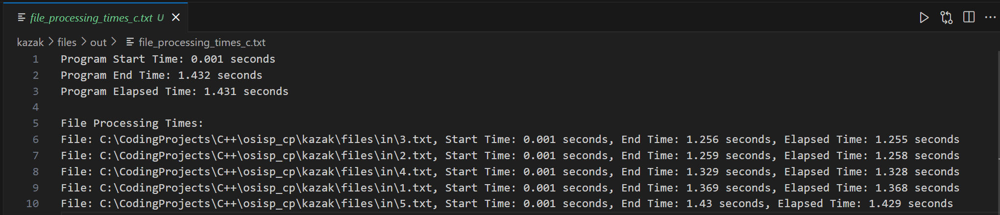 file_processing_times_c.txt U
kazak > files > out > file_processing_times_c.txt
1 Program Start Time: 0.001 seconds
2 Program End Time: 1.432 seconds
3 Program Elapsed Time: 1.431 seconds
4
5 File Processing Times:
6 File: C:\CodingProjects\C++\osisp_cp\kazak\files\in\3.txt, Start Time: 0.001 seconds, End Time: 1.256 seconds, Elapsed Time: 1.255 seconds
7 File: C:\CodingProjects\C++\osisp_cp\kazak\files\in\2.txt, Start Time: 0.001 seconds, End Time: 1.259 seconds, Elapsed Time: 1.258 seconds
8 File: C:\CodingProjects\C++\osisp_cp\kazak\files\in\4.txt, Start Time: 0.001 seconds, End Time: 1.329 seconds, Elapsed Time: 1.328 seconds
9 File: C:\CodingProjects\C++\osisp_cp\kazak\files\in\1.txt, Start Time: 0.001 seconds, End Time: 1.369 seconds, Elapsed Time: 1.368 seconds
10 File: C:\CodingProjects\C++\osisp_cp\kazak\files\in\5.txt, Start Time: 0.001 seconds, End Time: 1.43 seconds, Elapsed Time: 1.429 seconds